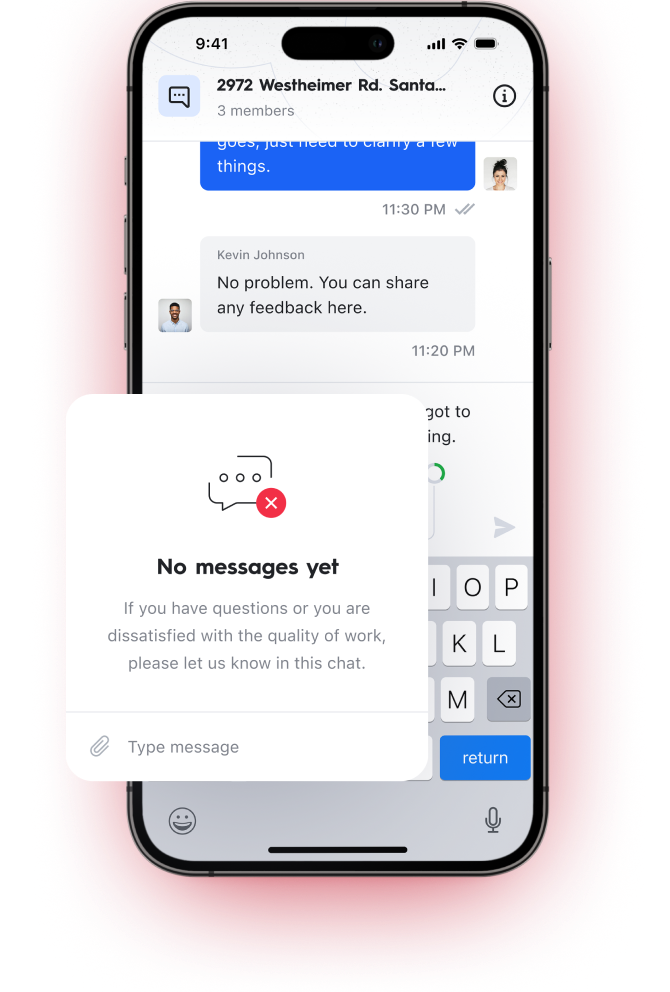 9:41
2972 Westheimer Rd. Santa...
3 members
goes, just need to clarify a few
things.
11:30 PM
Kevin Johnson
No problem. You can share
any feedback here.
11:20 PM
got to
ing.
No messages yet
If you have questions or you are
dissatisfied with the quality of work,
please let us know in this chat.
Type message
I O P
K L
M
return